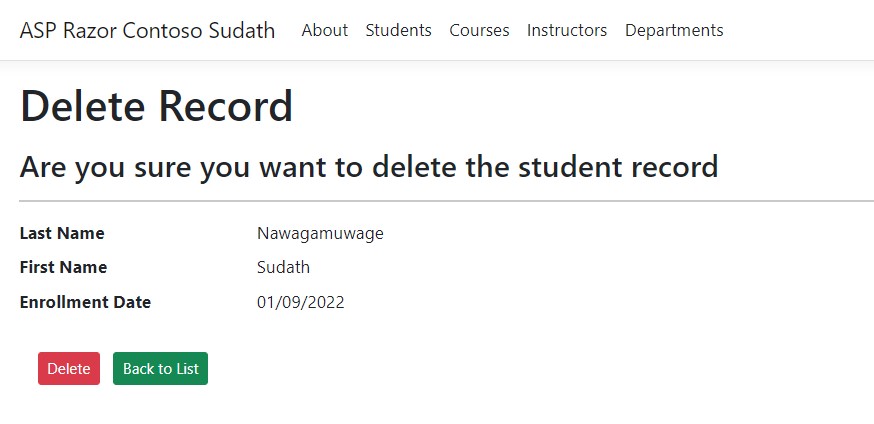 ASP Razor Contoso Sudath About Students Courses Instructors Departments
Delete Record
Are you sure you want to delete the student record
Last Name Nawagamuwage
First Name Sudath
Enrollment Date 01/09/2022
Delete Back to List